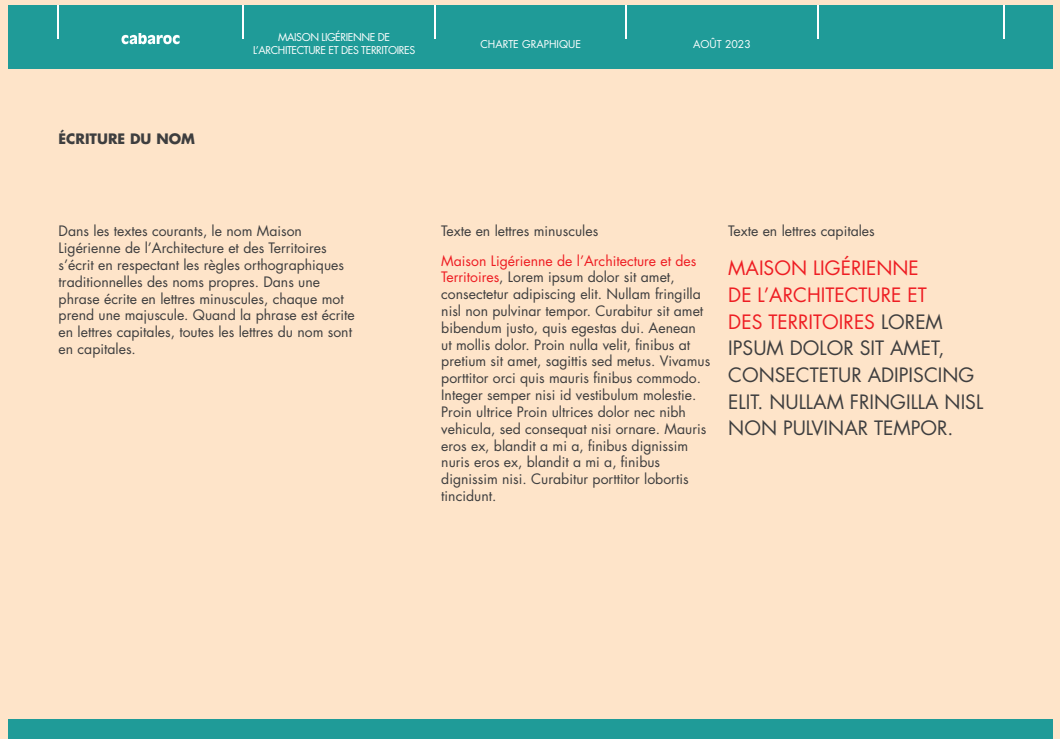 cabaroc
MAISON LIGÉRIENNE DE
L’ARCHITECTURE ET DES TERRITOIRES
CHARTE GRAPHIQUE
AOÛT 2023
ÉCRITURE DU NOM
Dans les textes courants, le nom Maison
Ligérienne de l’Architecture et des Territoires
s’écrit en respectant les règles orthographiques
traditionnelles des noms propres. Dans une
phrase écrite en lettres minuscules, chaque mot
prend une majuscule. Quand la phrase est écrite
en lettres capitales, toutes les lettres du nom sont
en capitales.
Texte en lettres minuscules
Maison Ligérienne de l’Architecture et des
Territoires, Lorem ipsum dolor sit amet,
consectetur adipiscing elit. Nullam fringilla
nisl non pulvinar tempor. Curabitur sit amet
bibendum justo, quis egestas dui. Aenean
ut mollis dolor. Proin nulla velit, finibus at
pretium sit amet, sagittis sed metus. Vivamus
porttitor orci quis mauris finibus commodo.
Integer semper nisi id vestibulum molestie.
Proin ultrice Proin ultrices dolor nec nibh
vehicula, sed consequat nisi ornare. Mauris
eros ex, blandit a mi a, finibus dignissim
nuris eros ex, blandit a mi a, finibus
dignissim nisi. Curabitur porttitor lobortis
tincidunt.
Texte en lettres capitales
MAISON LIGÉRIENNE
DE L’ARCHITECTURE ET
DES TERRITOIRES LOREM
IPSUM DOLOR SIT AMET,
CONSECTETUR ADIPISCING
ELIT. NULLAM FRINGILLA NISL
NON PULVINAR TEMPOR.